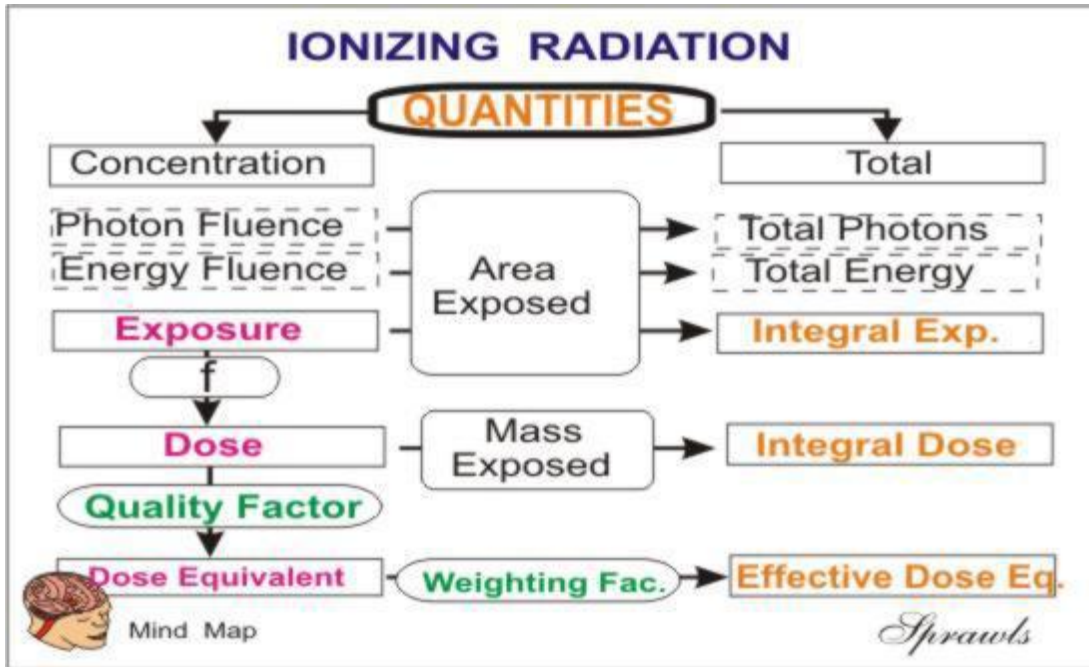 IONIZING RADIATION
QUANTITIES
Concentration
Total
Photon Fluence
Total Photons
Energy Fluence
Area
Exposed
Total Energy
Exposure
Integral Exp.
f
Dose
Mass
Exposed
Integral Dose
Quality Factor
Dose Equivalent
Weighting Fac.
Effective Dose Eq.
Mind Map
Sprawls